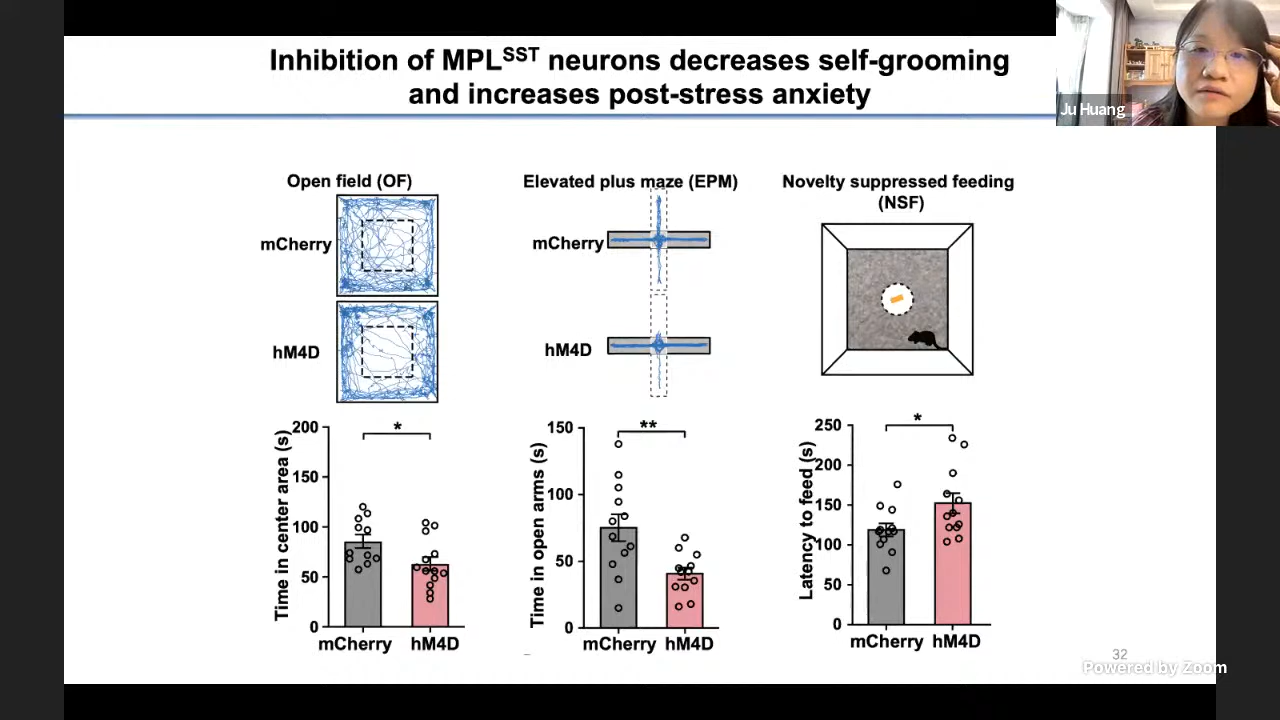 Inhibition of MPLSST neurons decreases self-grooming
and increases post-stress anxiety
Ju Huang
Open field (OF)
mCherry
hM4D
Time in center area (s)
200
150
100
50
0
*
mCherry hM4D
Elevated plus maze (EPM)
mCherry
hM4D
Time in open arms (s)
150
100
50
0
**
mCherry hM4D
Novelty suppressed feeding
(NSF)
Latency to feed (s)
250
200
150
100
50
0
*
mCherry hM4D
32
Powered by Zoom